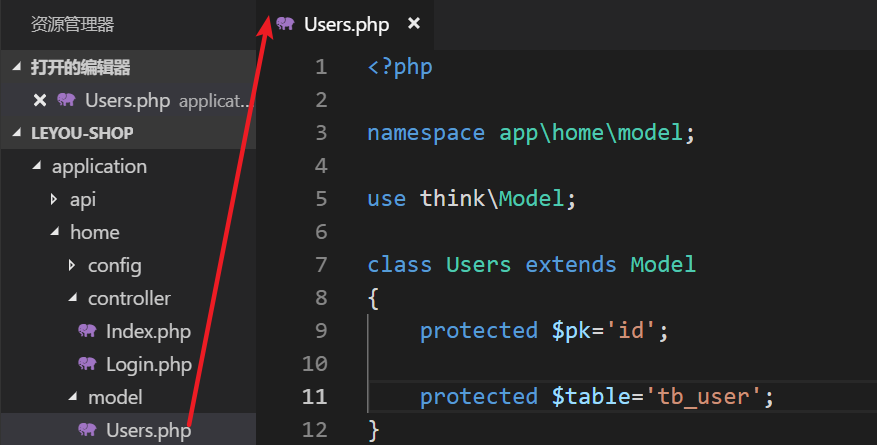 资源管理器
打开的编辑器
Users.php applicat...
LEYOU-SHOP
application
api
home
config
controller
Index.php
Login.php
model
Users.php
Users.php
1 <?php
2
3 namespace app\home\model;
4
5 use think\Model;
6
7 class Users extends Model
8 {
9 protected $pk='id';
10
11 protected $table='tb_user';
12 }